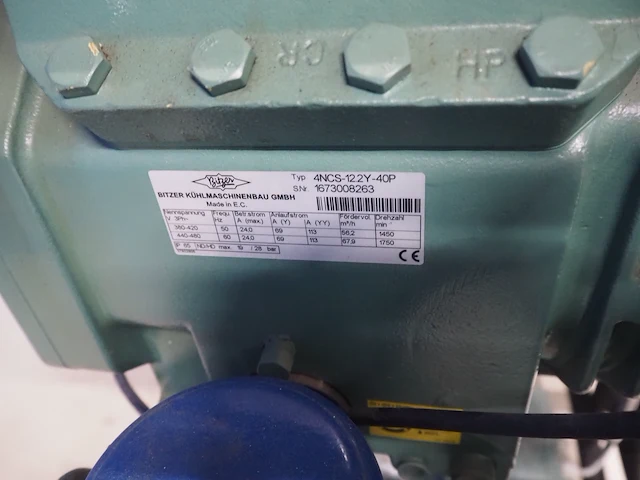 CR HP
Bitzer
Typ 4NCS-12.2Y-40P
S.Nr. 1673008263
BITZER KÜHLMASCHINENBAU GMBH
Made in E.C.
Nennspannung Frequ. Betr.strom Anlaufstrom Fördervol. Drehzahl
V 3Ph~ Hz A (max.) A (Y) A (YY) m³/h min
380-420 50 24,0 69 113 56,2 1450
440-480 60 24,0 69 113 67,9 1750
IP 65 ND/HD max. 19 / 28 bar
CE